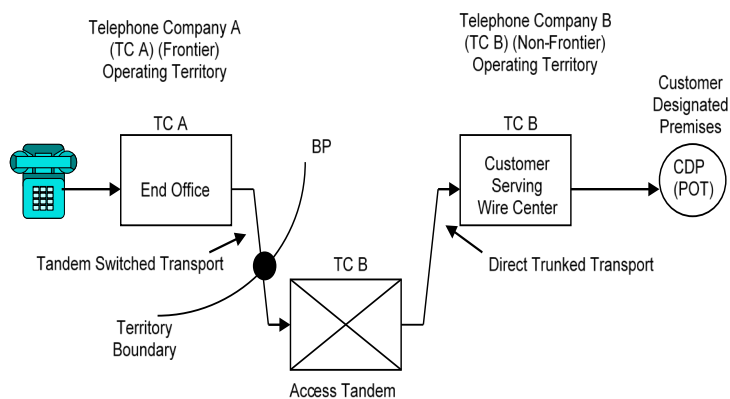 Telephone Company A
(TC A) (Frontier)
Operating Territory
Telephone Company B
(TC B) (Non-Frontier)
Operating Territory
Customer
Designated
Premises
TC A
End Office
BP
TC B
Customer
Serving
Wire Center
CDP
(POT)
Tandem Switched Transport
TC B
Direct Trunked Transport
Territory
Boundary
Access Tandem